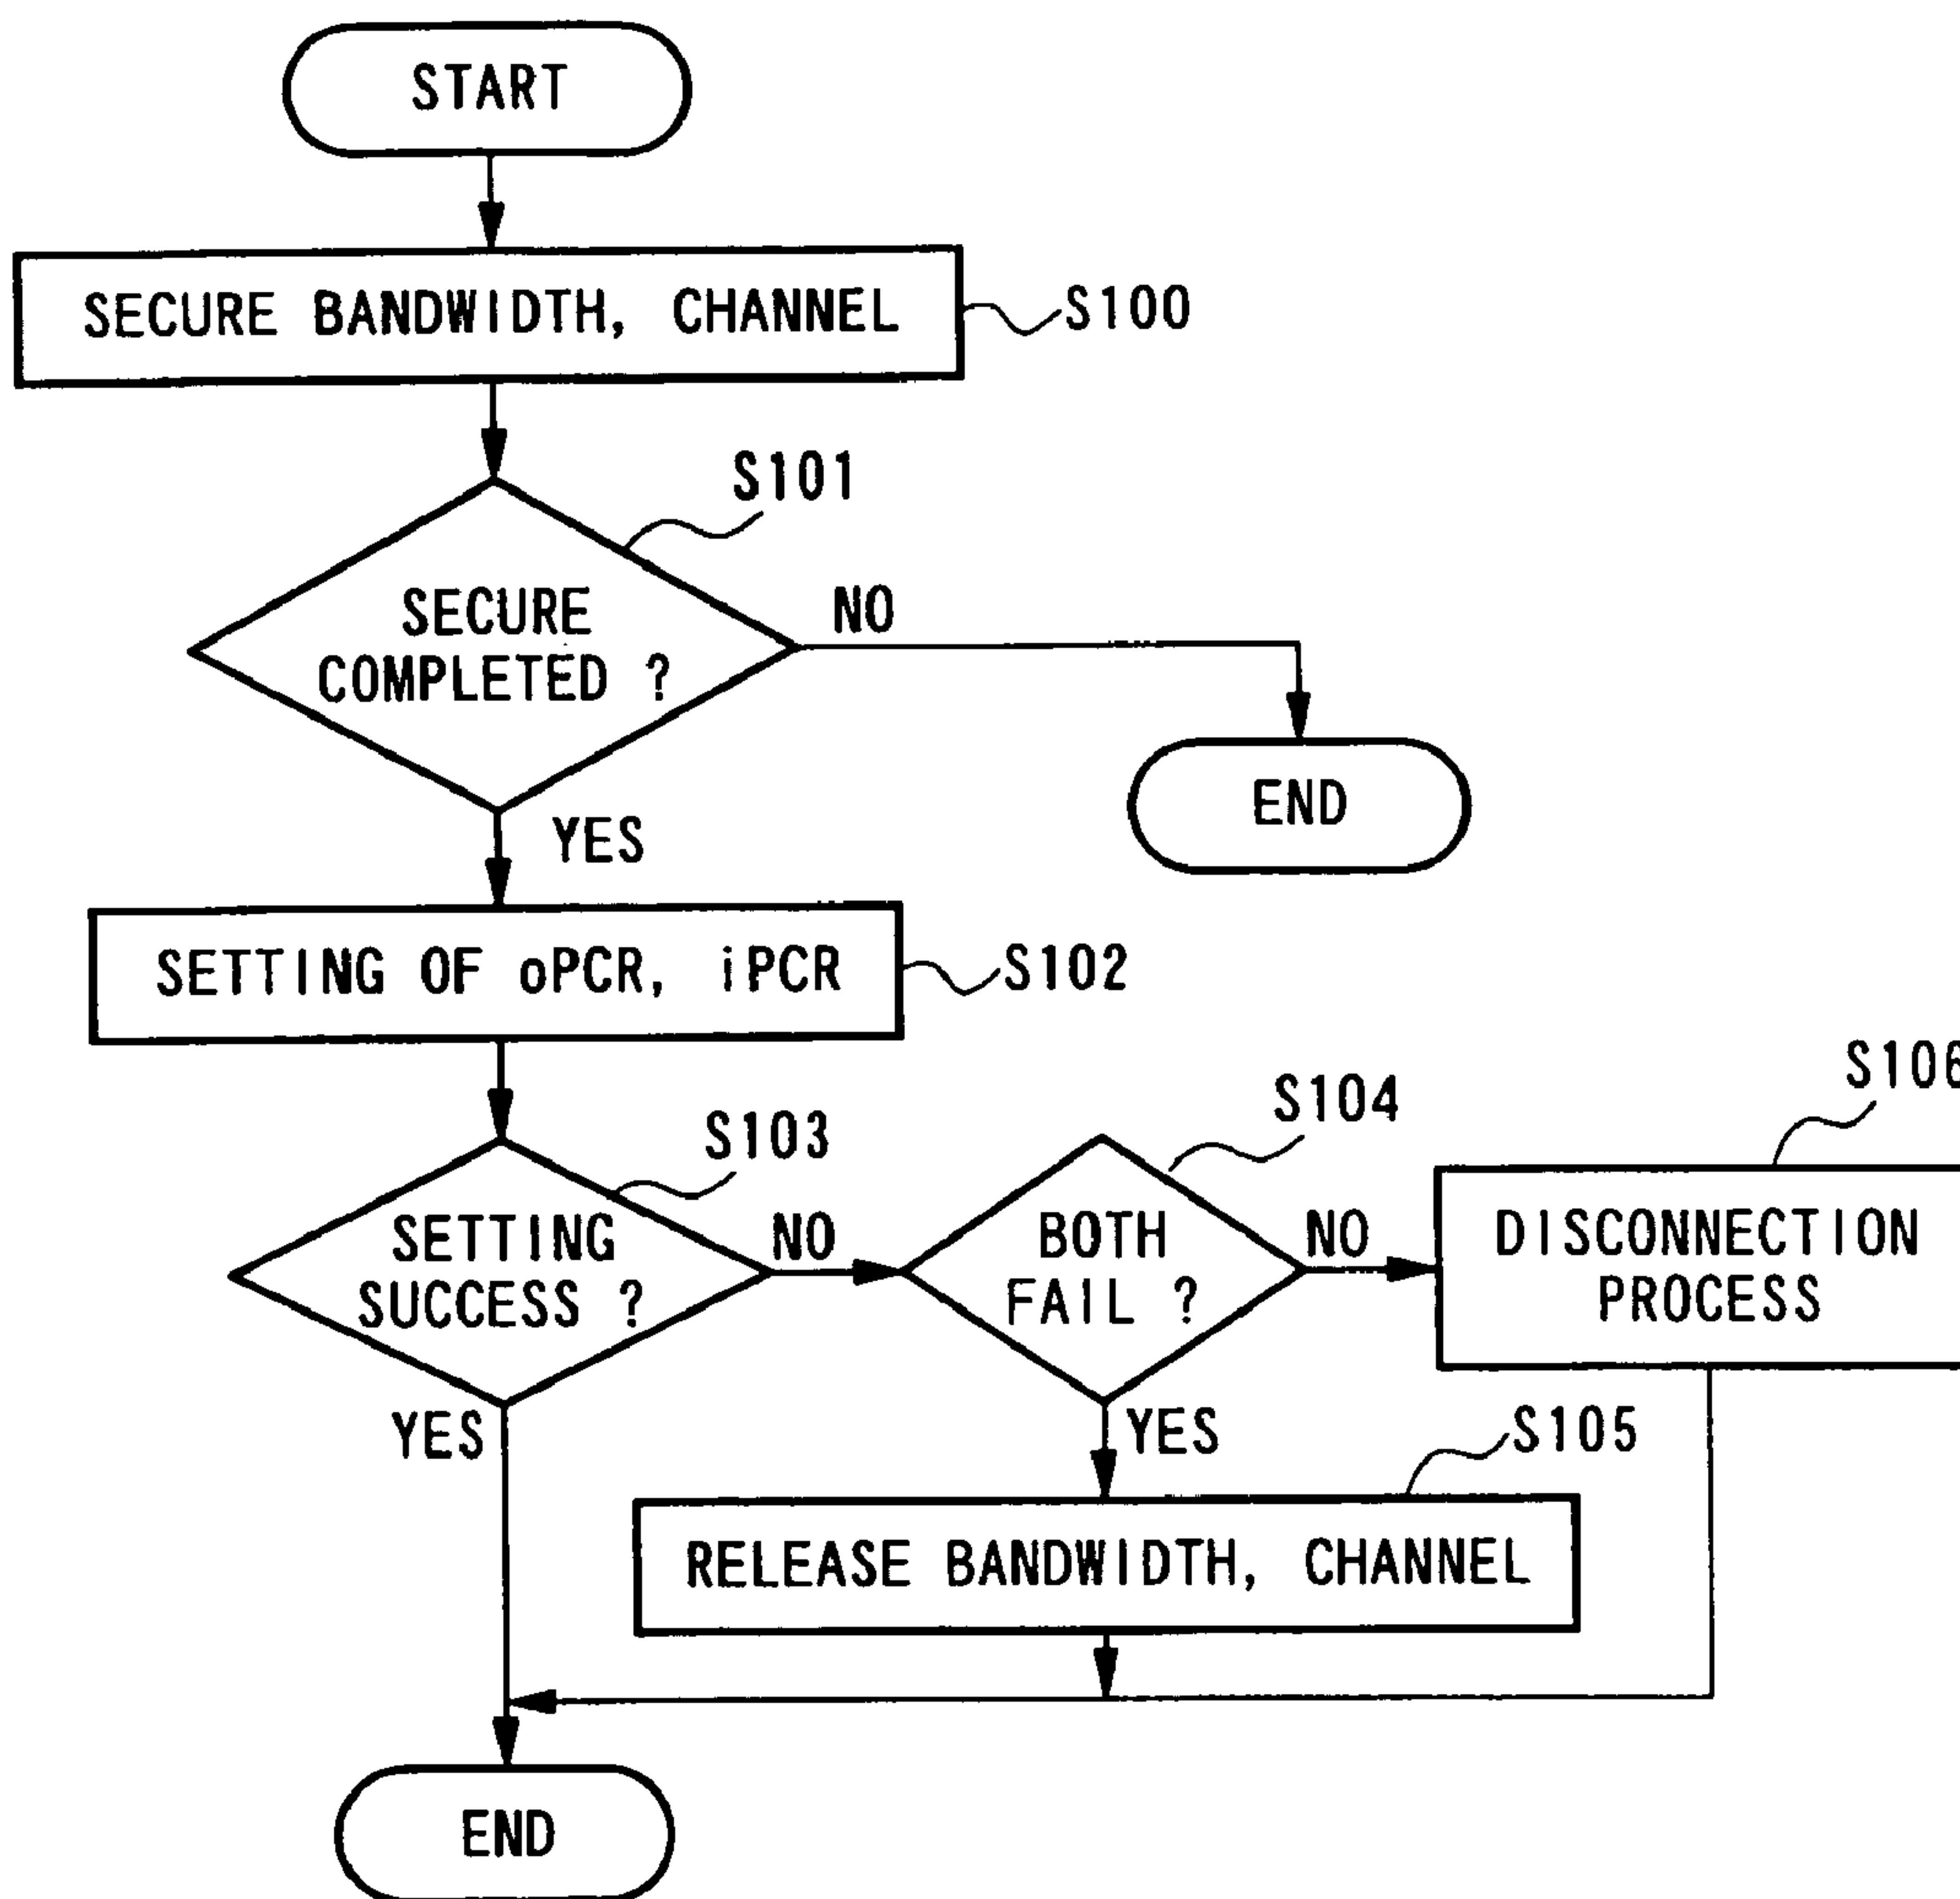 START
SECURE BANDWIDTH, CHANNEL
S100
S101
SECURE
COMPLETED ?
NO
END
YES
SETTING OF oPCR, iPCR
S102
S103
SETTING
SUCCESS ?
NO
S104
BOTH
FAIL ?
NO
S106
DISCONNECTION
PROCESS
YES
YES
S105
RELEASE BANDWIDTH, CHANNEL
END